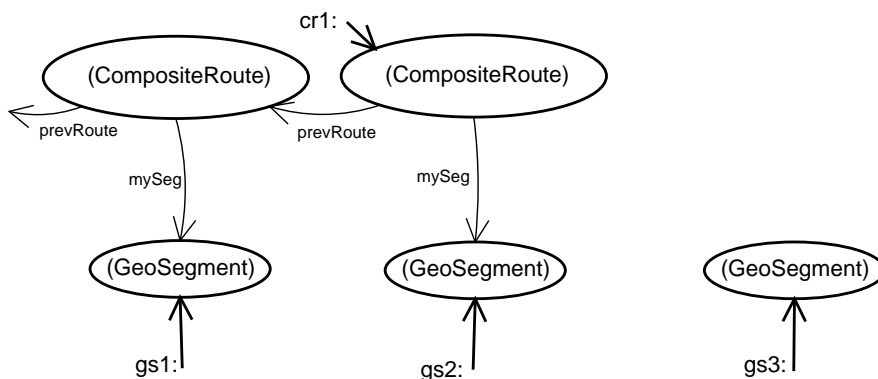 cr1:
(CompositeRoute) (CompositeRoute)
prevRoute prevRoute
mySeg mySeg
(GeoSegment) (GeoSegment) (GeoSegment)
gs1: gs2: gs3: